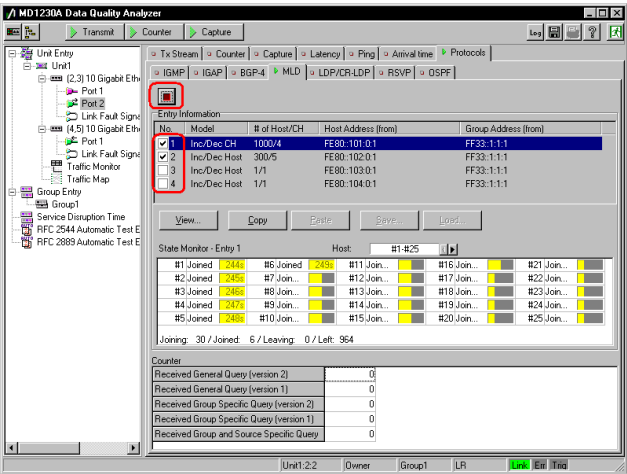 MD1230A Data Quality Analyzer
Transmit Counter Capture Log
Unit Entry
Unit1
(2,3) 10 Gigabit Eth
Port 1
Port 2
Link Fault Signa
(4,5) 10 Gigabit Eth
Port 1
Link Fault Signa
Traffic Monitor
Traffic Map
Group Entry
Group1
Service Disruption Time
RFC 2544 Automatic Test E
RFC 2889 Automatic Test E
Tx Stream Counter Capture Latency Ping Arrival time Protocols
IGMP IGAP BGP-4 MLD LDP/CR-LDP RSVP OSPF
Entry Information
No. Model # of Host/CH Host Address (from) Group Address (from)
1 Inc/Dec CH 1000/4 FE80::101:0:1 FF33::1:1:1
2 Inc/Dec Host 300/5 FE80::102:0:1 FF33::1:1:1
3 Inc/Dec Host 1/1 FE80::103:0:1 FF33::1:1:1
4 Inc/Dec Host 1/1 FE80::104:0:1 FF33::1:1:1
View... Copy Paste Save... Load...
State Monitor - Entry 1 Host: #1-#25
#1 Joined 244s #6 Joined 249s #11 Join... #16 Join... #21 Join...
#2 Joined 245s #7 Join... #12 Join... #17 Join... #22 Join...
#3 Joined 246s #8 Join... #13 Join... #18 Join... #23 Join...
#4 Joined 247s #9 Join... #14 Join... #19 Join... #24 Join...
#5 Joined 248s #10 Join... #15 Join... #20 Join... #25 Join...
Joining: 30 / Joined: 6 / Leaving: 0 / Left: 964
Counter
Received General Query (version 2) 0
Received General Query (version 1) 0
Received Group Specific Query (version 2) 0
Received Group Specific Query (version 1) 0
Received Group and Source Specific Query 0
Unit1:2:2 Owner Group1 LR Link Err Trig